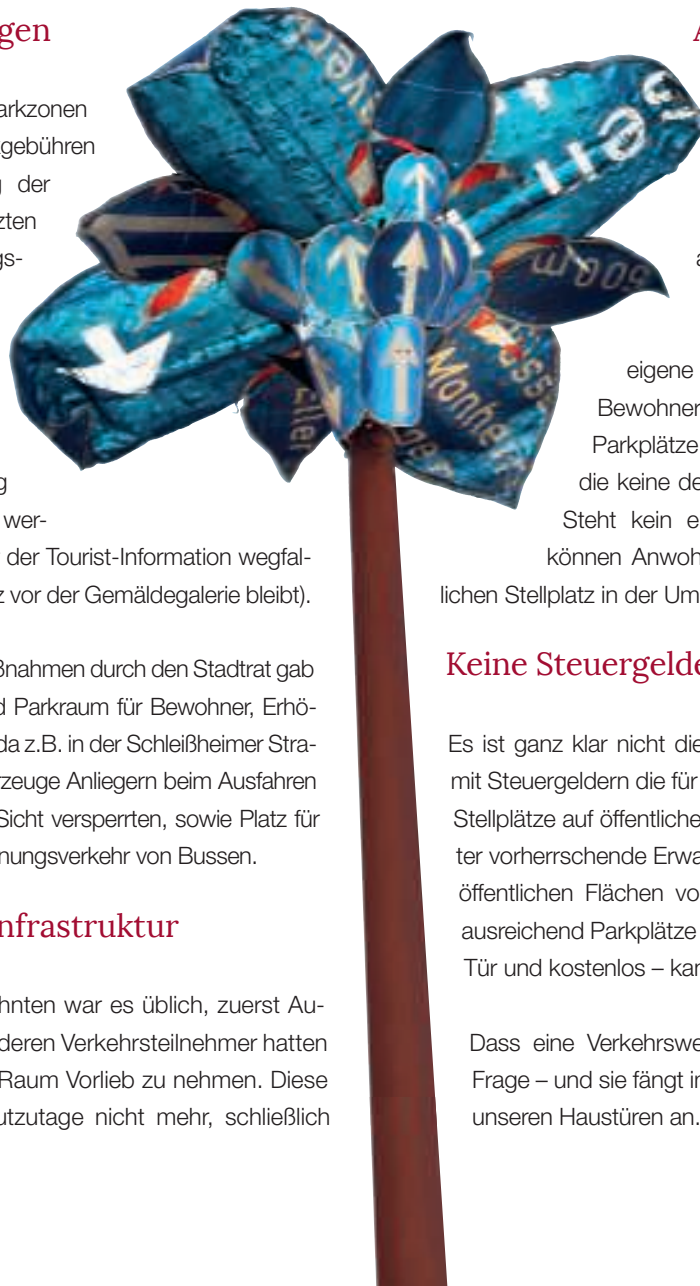 gen
arkzonen
gebühren
g der
zten
gs-
g
wer-
der Tourist-Information wegfal-
z vor der Gemäldegalerie bleibt).
ßnahmen durch den Stadtrat gab
d Parkraum für Bewohner, Erhö-
da z.B. in der Schleißheimer Stra-
rzeuge Anliegern beim Ausfahren
Sicht versperrten, sowie Platz für
nungsverkehr von Bussen.
nfrastruktur
hnten war es üblich, zuerst Au-
deren Verkehrsteilnehmer hatten
Raum Vorlieb zu nehmen. Diese
utzutage nicht mehr, schließlich
500 m
A
a
eigene
Bewohner
Parkplätze
die keine de
Steht kein e
können Anwoh
lichen Stellplatz in der Um
Keine Steuergelde
Es ist ganz klar nicht die
mit Steuergeldern die für
Stellplätze auf öffentliche
ter vorherrschende Erwa
öffentlichen Flächen vo
ausreichend Parkplätze
Tür und kostenlos – kan
Dass eine Verkehrswe
Frage – und sie fängt in
unseren Haustüren an.